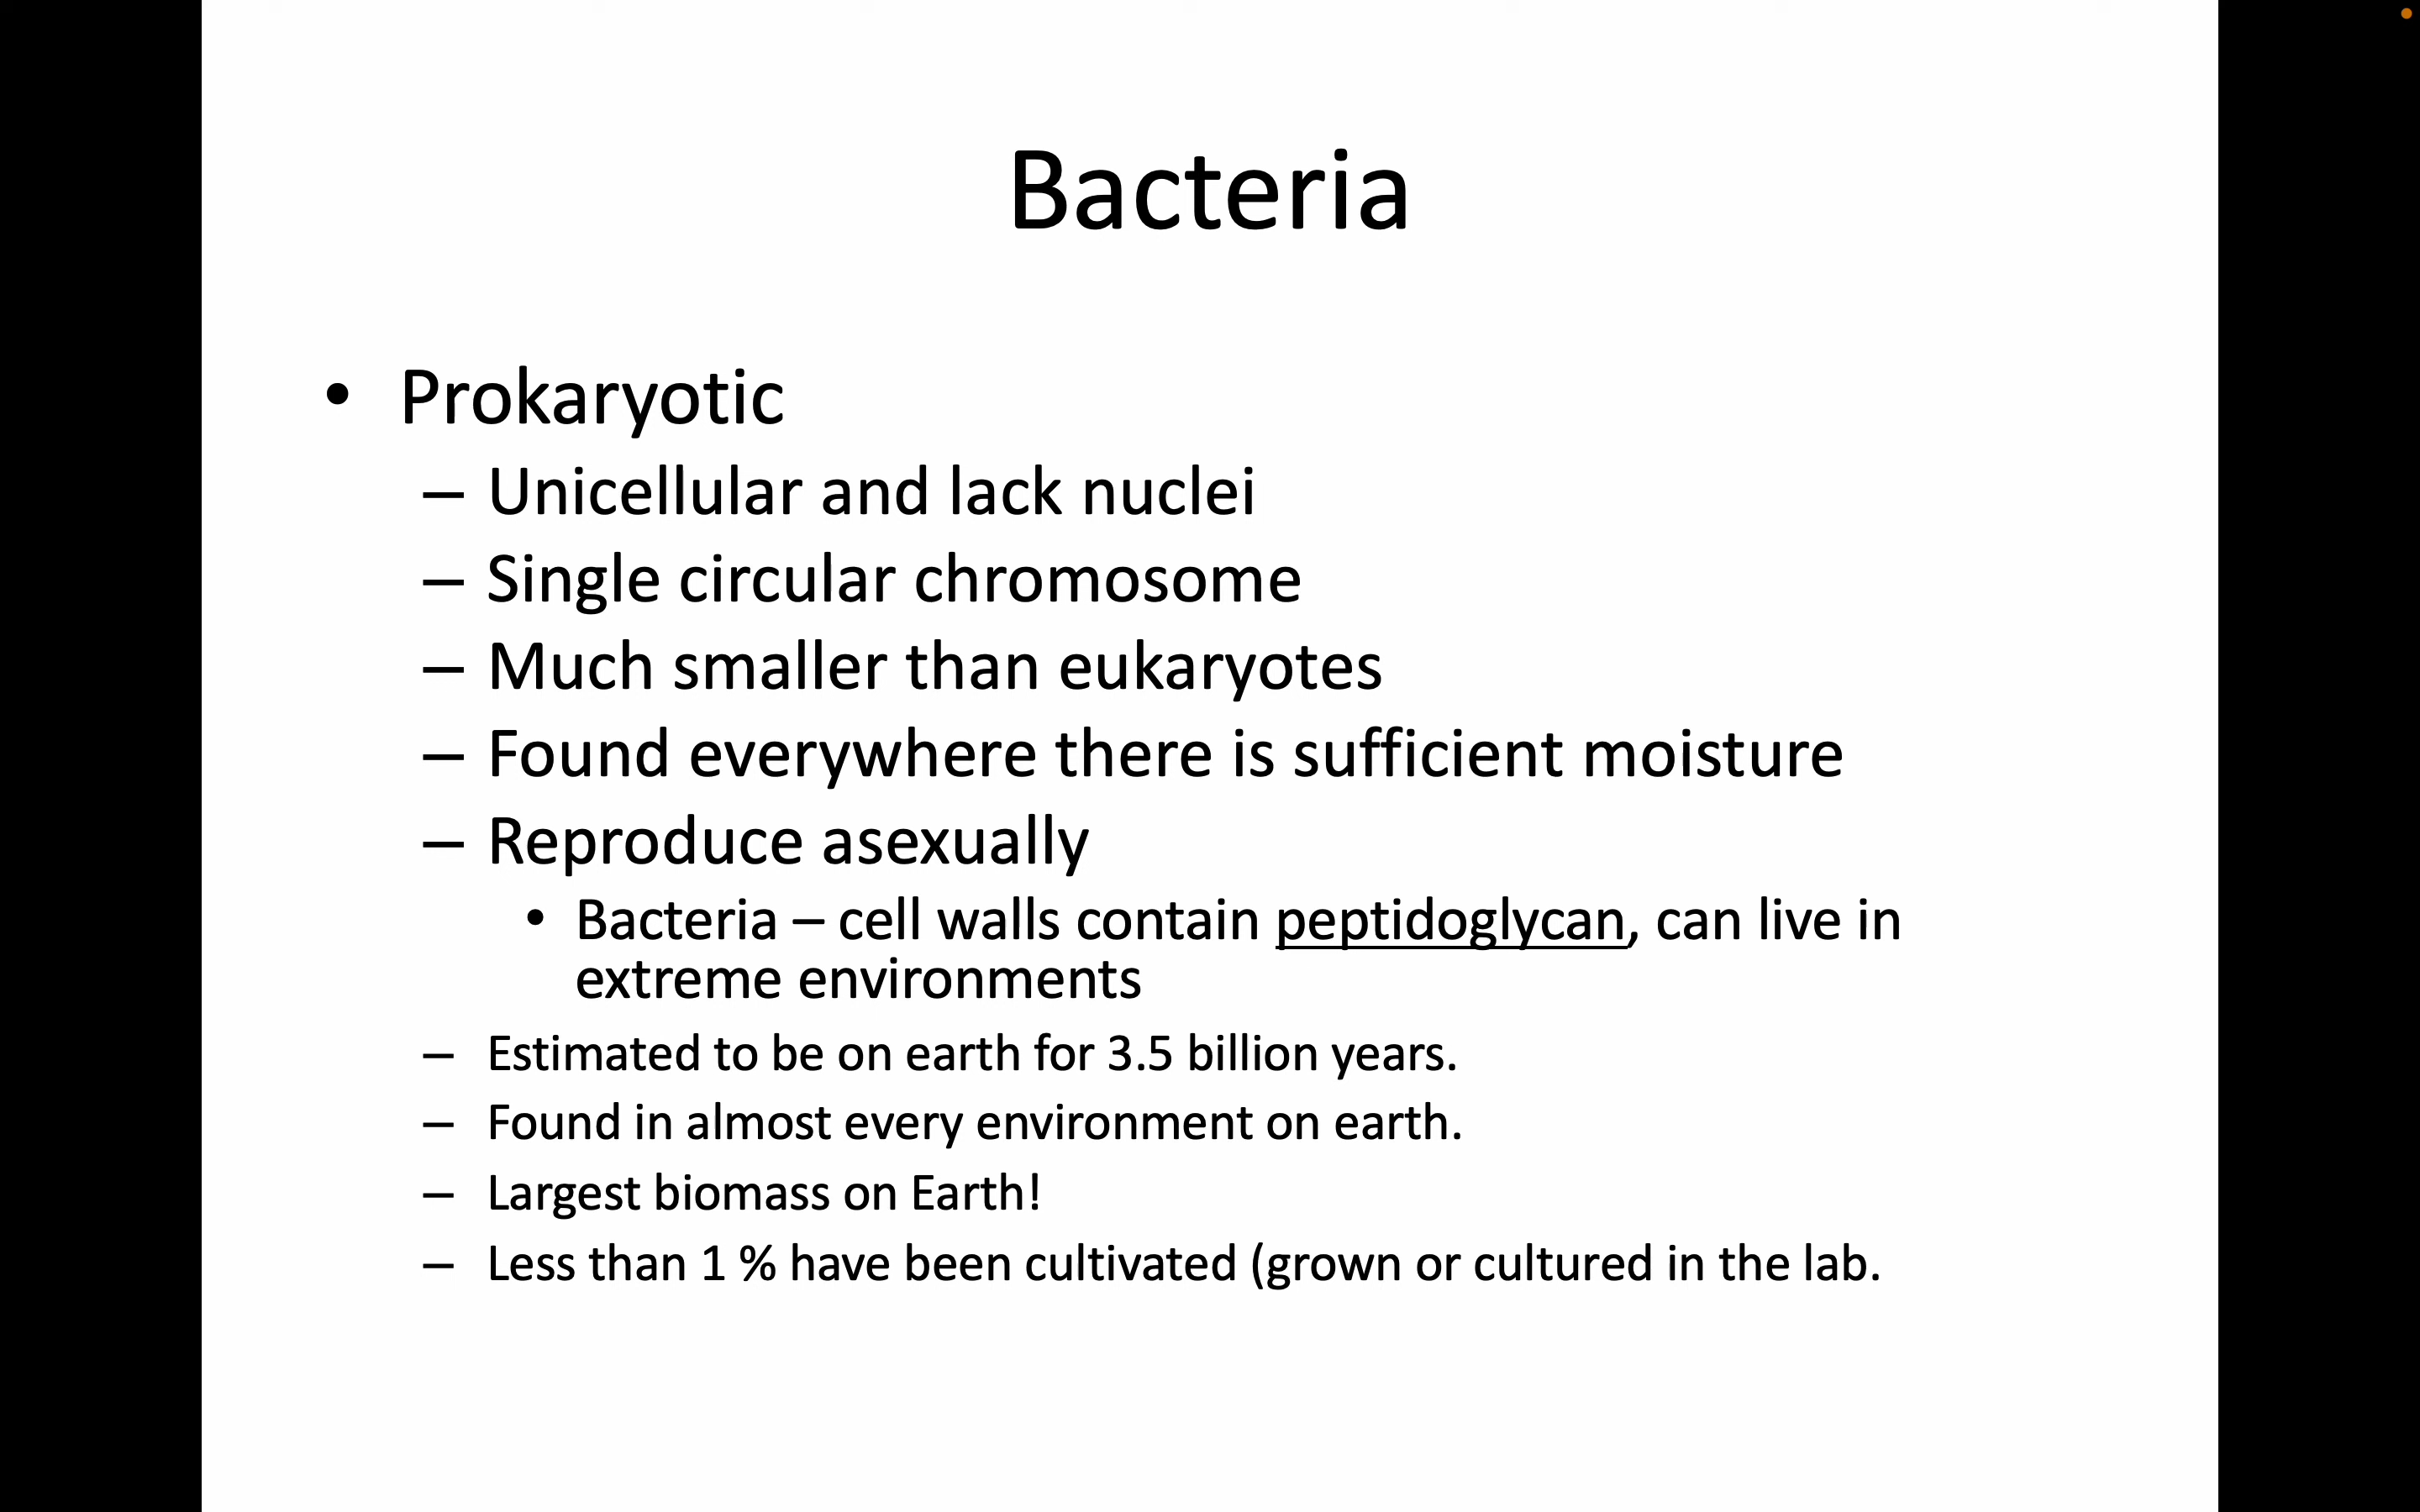 Bacteria
• Prokaryotic
– Unicellular and lack nuclei
– Single circular chromosome
– Much smaller than eukaryotes
– Found everywhere there is sufficient moisture
– Reproduce asexually
• Bacteria – cell walls contain peptidoglycan, can live in
extreme environments
– Estimated to be on earth for 3.5 billion years.
– Found in almost every environment on earth.
– Largest biomass on Earth!
– Less than 1 % have been cultivated (grown or cultured in the lab.